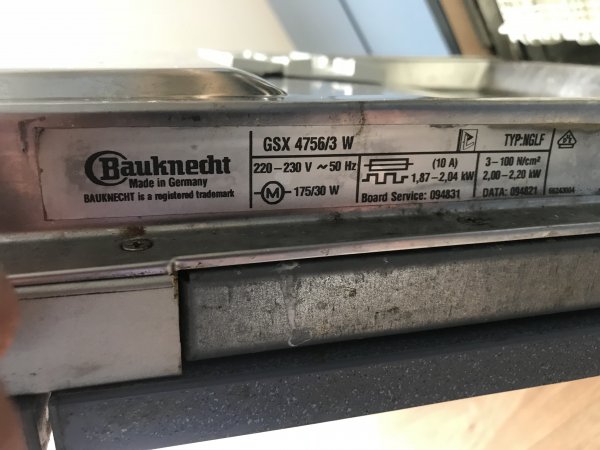 Bauknecht
Made in Germany
BAUKNECHT is a registered trademark
GSX 4756/3 W
220-230 V ~ 50 Hz
M 175/30 W
(10 A)
1,87-2,04 kW
Board Service: 094831
TYP:NGLF
3-100 N/cm²
2,00-2,20 kW
DATA: 094821